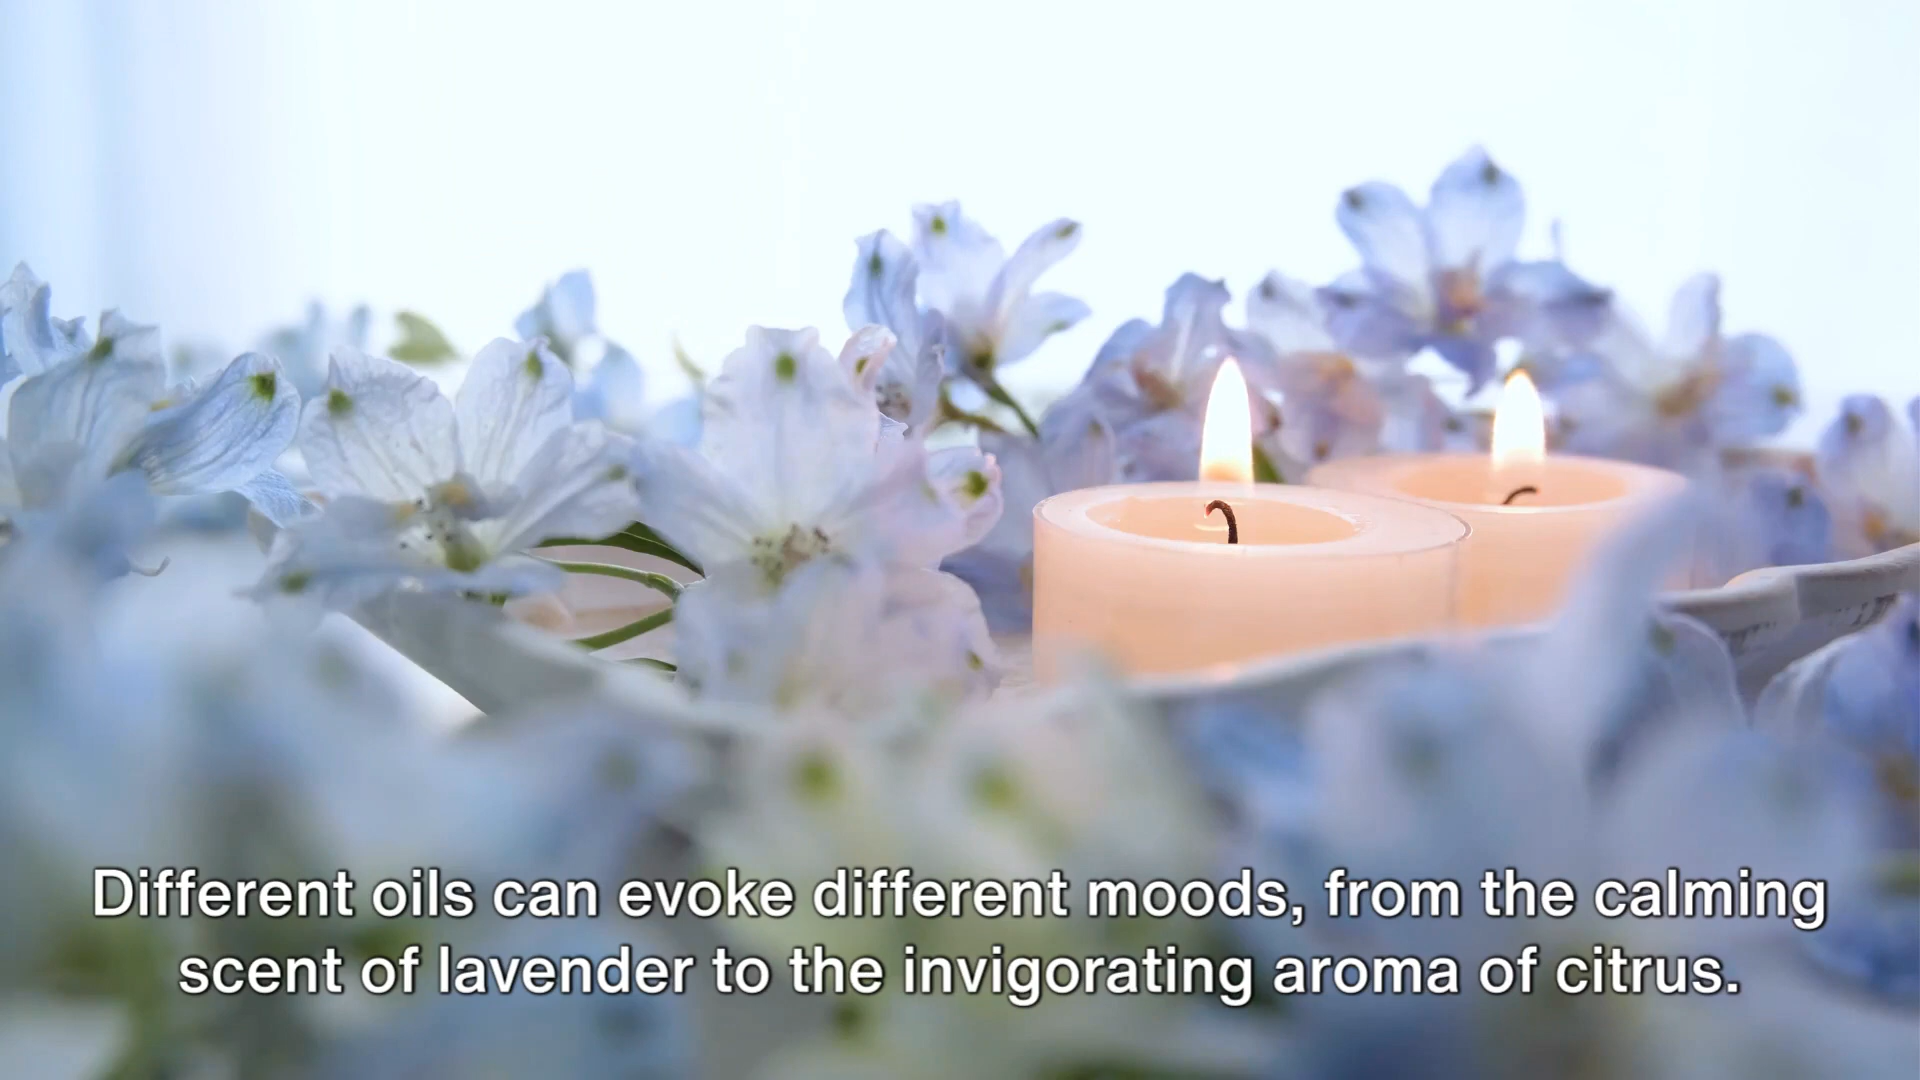 Different oils can evoke different moods, from the calming
scent of lavender to the invigorating aroma of citrus.